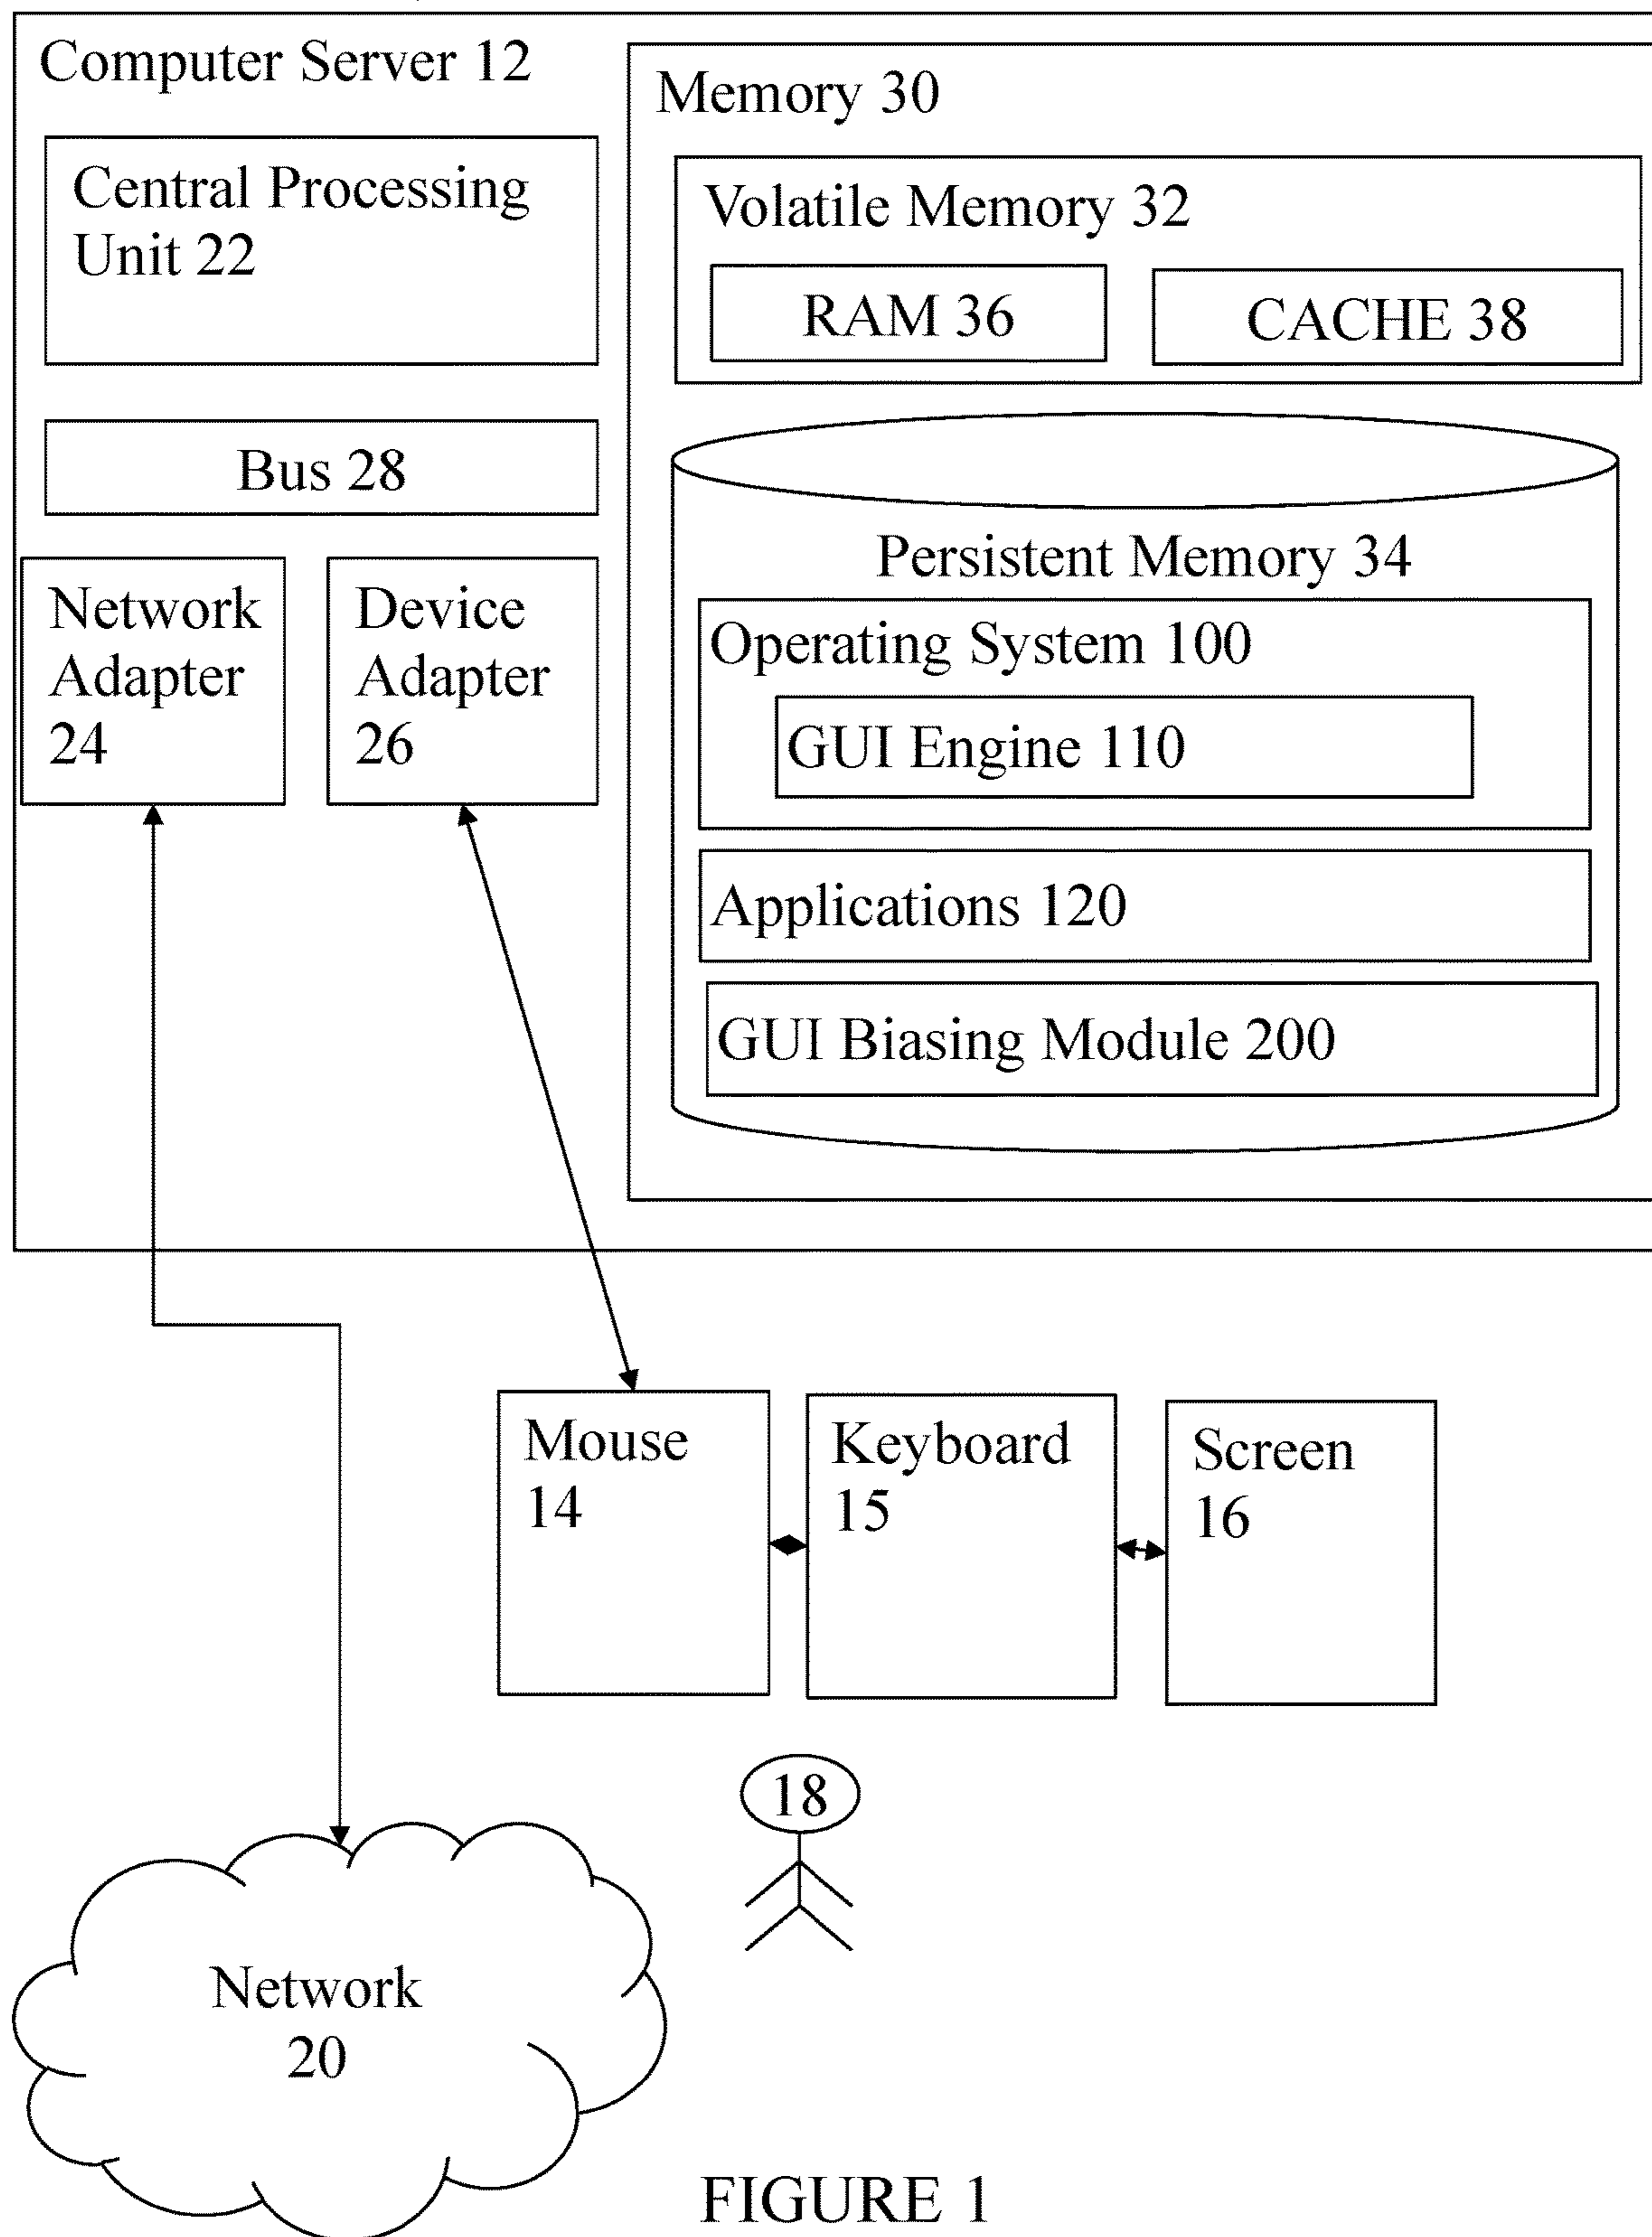 Computer Server 12
Central Processing
Unit 22
Bus 28
Network
Adapter
24
Device
Adapter
26
Memory 30
Volatile Memory 32
RAM 36
CACHE 38
Persistent Memory 34
Operating System 100
GUI Engine 110
Applications 120
GUI Biasing Module 200
Mouse
14
Keyboard
15
Screen
16
18
Network
20
FIGURE 1